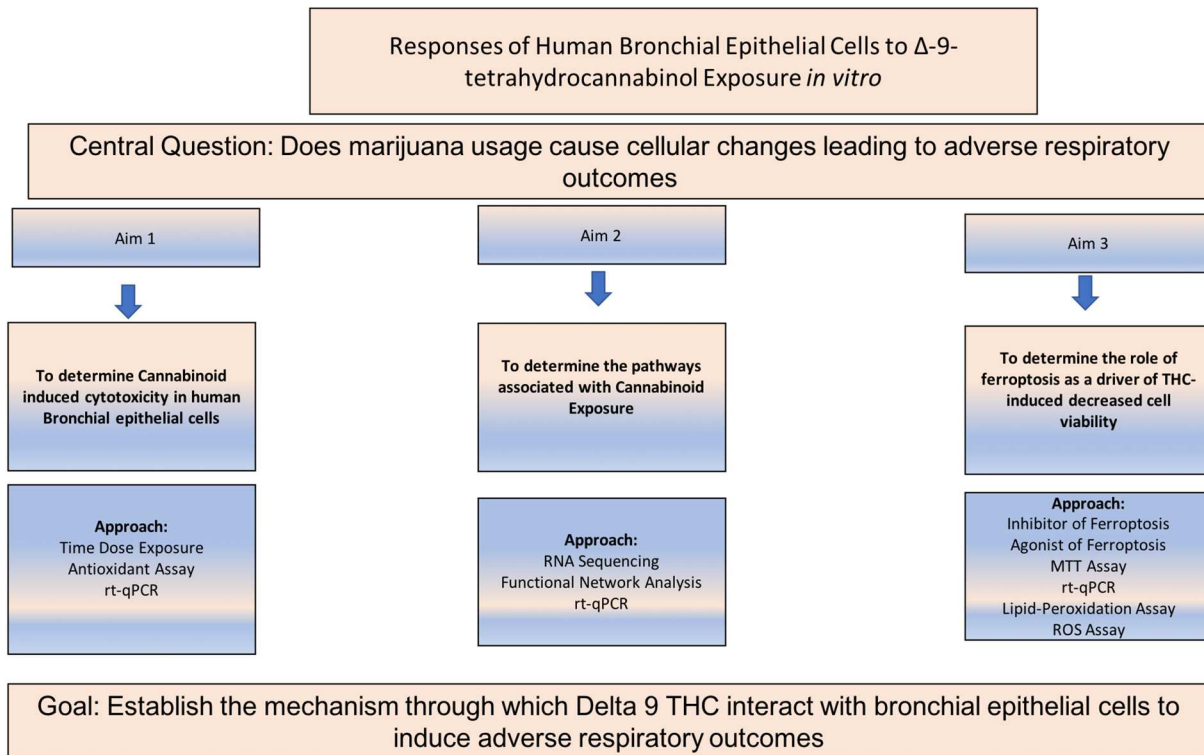 Responses of Human Bronchial Epithelial Cells to Δ-9-
tetrahydrocannabinol Exposure in vitro
Central Question: Does marijuana usage cause cellular changes leading to adverse respiratory
outcomes
Aim 1
To determine Cannabinoid
induced cytotoxicity in human
Bronchial epithelial cells
Approach:
Time Dose Exposure
Antioxidant Assay
rt-qPCR
Aim 2
To determine the pathways
associated with Cannabinoid
Exposure
Approach:
RNA Sequencing
Functional Network Analysis
rt-qPCR
Aim 3
To determine the role of
ferroptosis as a driver of THC-
induced decreased cell
viability
Approach:
Inhibitor of Ferroptosis
Agonist of Ferroptosis
MTT Assay
rt-qPCR
Lipid-Peroxidation Assay
ROS Assay
Goal: Establish the mechanism through which Delta 9 THC interact with bronchial epithelial cells to
induce adverse respiratory outcomes